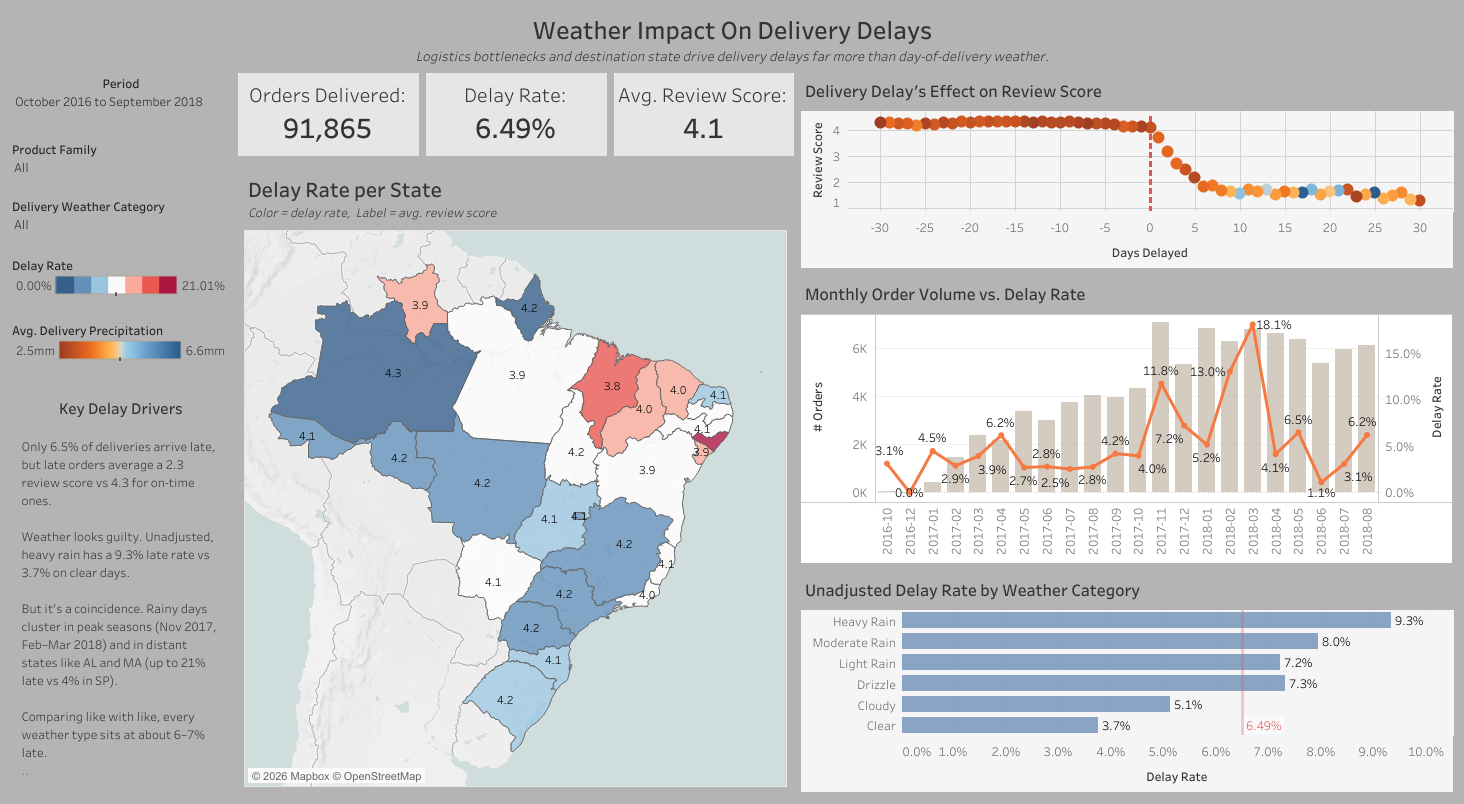 Weather Impact On Delivery Delays
Logistics bottlenecks and destination state drive delivery delays far more than day-of-delivery weather.
Period
October 2016 to September 2018
Product Family
All
Delivery Weather Category
All
Delay Rate
0.00% 21.01%
Avg. Delivery Precipitation
2.5mm 6.6mm
Key Delay Drivers
Only 6.5% of deliveries arrive late,
but late orders average a 2.3
review score vs 4.3 for on-time
ones.
Weather looks guilty. Unadjusted,
heavy rain has a 9.3% late rate vs
3.7% on clear days.
But it's a coincidence. Rainy days
cluster in peak seasons (Nov 2017,
Feb–Mar 2018) and in distant
states like AL and MA (up to 21%
late vs 4% in SP).
Comparing like with like, every
weather type sits at about 6–7%
late.
..
Orders Delivered:
91,865
Delay Rate:
6.49%
Avg. Review Score:
4.1
Delay Rate per State
Color = delay rate, Label = avg. review score
3.9
4.2
4.3
3.9
3.8
4.0
4.0
4.1
4.1
3.9
4.1
4.2
4.2
4.2
3.9
4.1
4.1
4.2
4.1
4.1
4.2
4.0
4.2
4.1
4.2
© 2026 Mapbox © OpenStreetMap
Delivery Delay's Effect on Review Score
Review Score
4
3
2
1
-30 -25 -20 -15 -10 -5 0 5 10 15 20 25 30
Days Delayed
Monthly Order Volume vs. Delay Rate
# Orders
6K
4K
2K
0K
3.1%
0.0%
4.5%
2.9%
3.9%
6.2%
2.7%
2.8%
2.5%
2.8%
4.2%
4.0%
11.8%
7.2%
5.2%
13.0%
18.1%
4.1%
6.5%
1.1%
3.1%
6.2%
15.0%
10.0%
5.0%
0.0%
Delay Rate
2016-10
2016-12
2017-01
2017-02
2017-03
2017-04
2017-05
2017-06
2017-07
2017-08
2017-09
2017-10
2017-11
2017-12
2018-01
2018-02
2018-03
2018-04
2018-05
2018-06
2018-07
2018-08
Unadjusted Delay Rate by Weather Category
Heavy Rain 9.3%
Moderate Rain 8.0%
Light Rain 7.2%
Drizzle 7.3%
Cloudy 5.1%
Clear 3.7% 6.49%
0.0% 1.0% 2.0% 3.0% 4.0% 5.0% 6.0% 7.0% 8.0% 9.0% 10.0%
Delay Rate